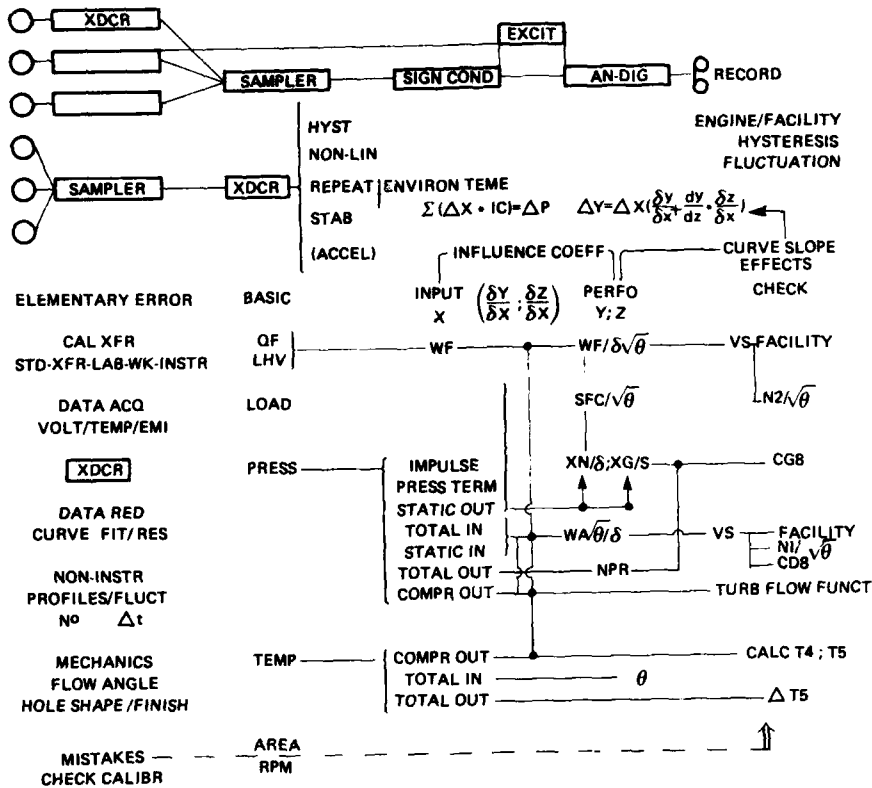 XDCR
EXCIT
SAMPLER
SIGN COND
AN-DIG
RECORD
HYST
NON-LIN
REPEAT
STAB
(ACCEL)
ENVIRON TEME
SAMPLER
XDCR
ENGINE/FACILITY
HYSTERESIS
FLUCTUATION
Σ(ΔX • IC)=ΔP
ΔY=ΔX(δY/δX + dY/dZ • δZ/δX)
INFLUENCE COEFF
CURVE SLOPE
EFFECTS
CHECK
ELEMENTARY ERROR
BASIC
INPUT
X
(δY/δX ; δZ/δX)
PERFO
Y; Z
CAL XFR
STD-XFR-LAB-WK-INSTR
QF
LHV
WF
WF/δ√θ
VS FACILITY
N2/√θ
DATA ACQ
VOLT/TEMP/EMI
LOAD
SFC/√θ
XDCR
PRESS
IMPULSE
PRESS TERM
STATIC OUT
TOTAL IN
STATIC IN
TOTAL OUT
COMPR OUT
XN/δ;XG/S
CG8
DATA RED
CURVE FIT/RES
WA√θ/δ
VS
FACILITY
N1/√θ
CD8
NPR
TURB FLOW FUNCT
NON-INSTR
PROFILES/FLUCT
Nº Δt
MECHANICS
FLOW ANGLE
HOLE SHAPE/FINISH
TEMP
COMPR OUT
TOTAL IN
TOTAL OUT
CALC T4 ; T5
θ
Δ T5
MISTAKES
CHECK CALIBR
AREA
RPM